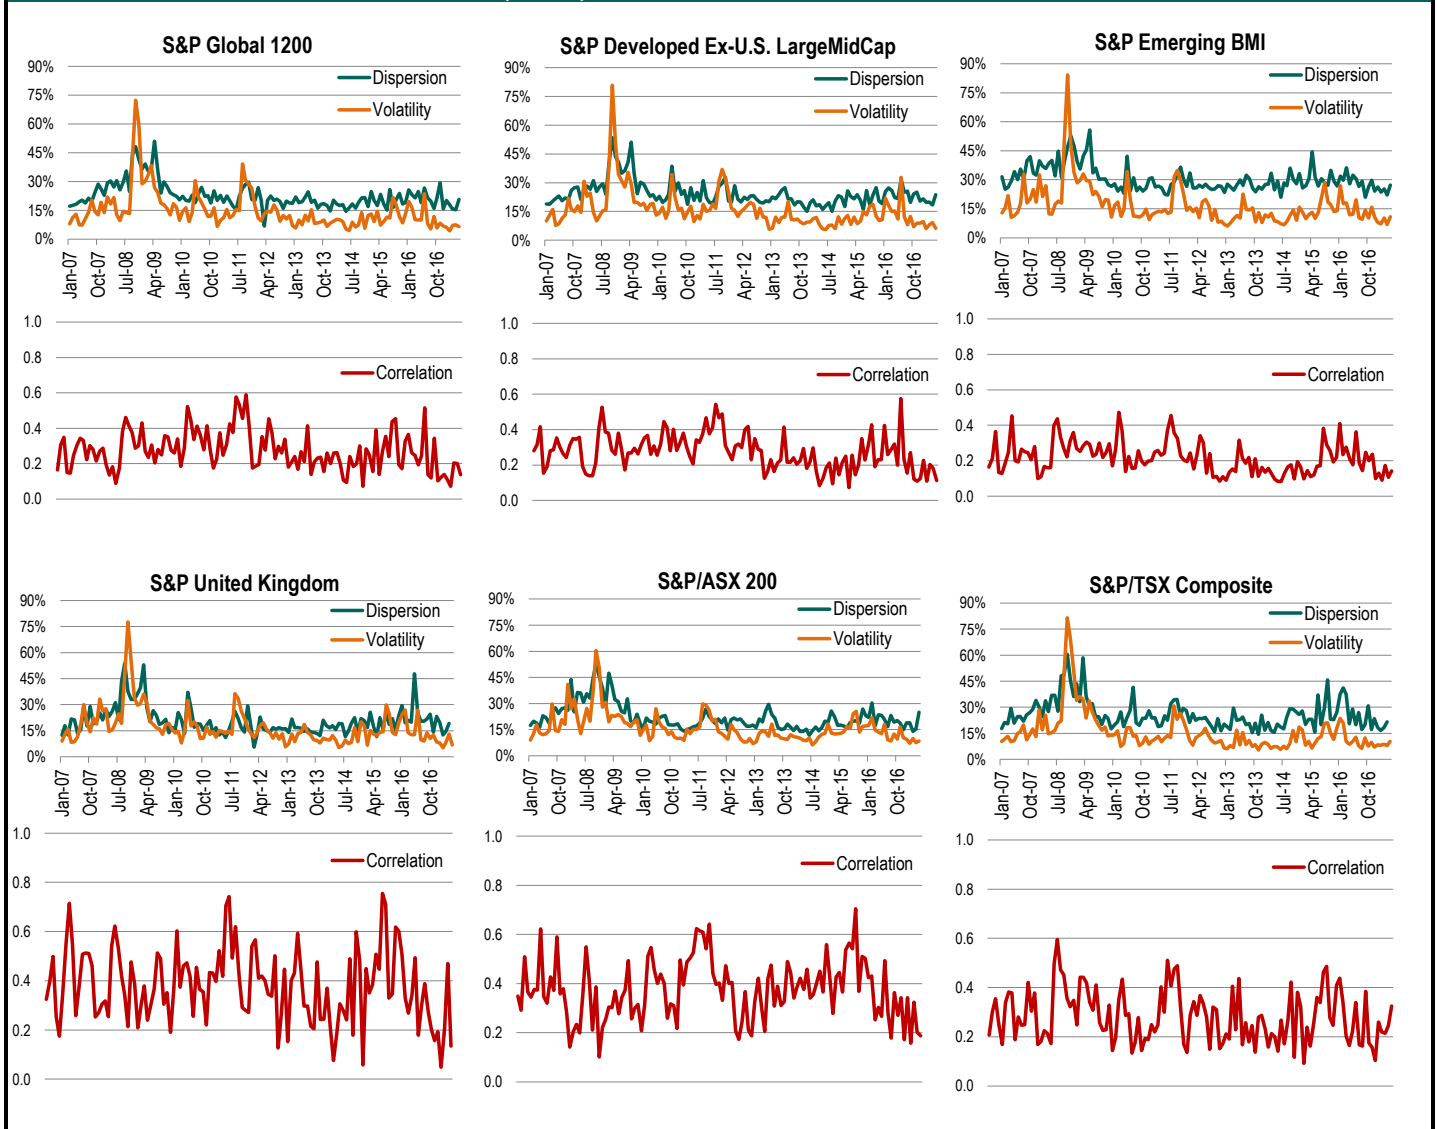 S&P Global 1200
90%
75%
60%
45%
30%
15%
0%
Dispersion
Volatility
Jan-07
Oct-07
Jul-08
Apr-09
Jan-10
Oct-10
Jul-11
Apr-12
Jan-13
Oct-13
Jul-14
Apr-15
Jan-16
Oct-16
1.0
0.8
0.6
0.4
0.2
0.0
Correlation
S&P Developed Ex-U.S. LargeMidCap
90%
75%
60%
45%
30%
15%
0%
Dispersion
Volatility
Jan-07
Oct-07
Jul-08
Apr-09
Jan-10
Oct-10
Jul-11
Apr-12
Jan-13
Oct-13
Jul-14
Apr-15
Jan-16
Oct-16
1.0
0.8
0.6
0.4
0.2
0.0
Correlation
S&P Emerging BMI
90%
75%
60%
45%
30%
15%
0%
Dispersion
Volatility
Jan-07
Oct-07
Jul-08
Apr-09
Jan-10
Oct-10
Jul-11
Apr-12
Jan-13
Oct-13
Jul-14
Apr-15
Jan-16
Oct-16
1.0
0.8
0.6
0.4
0.2
0.0
Correlation
S&P United Kingdom
90%
75%
60%
45%
30%
15%
0%
Dispersion
Volatility
Jan-07
Oct-07
Jul-08
Apr-09
Jan-10
Oct-10
Jul-11
Apr-12
Jan-13
Oct-13
Jul-14
Apr-15
Jan-16
Oct-16
1.0
0.8
0.6
0.4
0.2
0.0
Correlation
S&P/ASX 200
90%
75%
60%
45%
30%
15%
0%
Dispersion
Volatility
Jan-07
Oct-07
Jul-08
Apr-09
Jan-10
Oct-10
Jul-11
Apr-12
Jan-13
Oct-13
Jul-14
Apr-15
Jan-16
Oct-16
1.0
0.8
0.6
0.4
0.2
0.0
Correlation
S&P/TSX Composite
90%
75%
60%
45%
30%
15%
0%
Dispersion
Volatility
Jan-07
Oct-07
Jul-08
Apr-09
Jan-10
Oct-10
Jul-11
Apr-12
Jan-13
Oct-13
Jul-14
Apr-15
Jan-16
Oct-16
1.0
0.8
0.6
0.4
0.2
0.0
Correlation